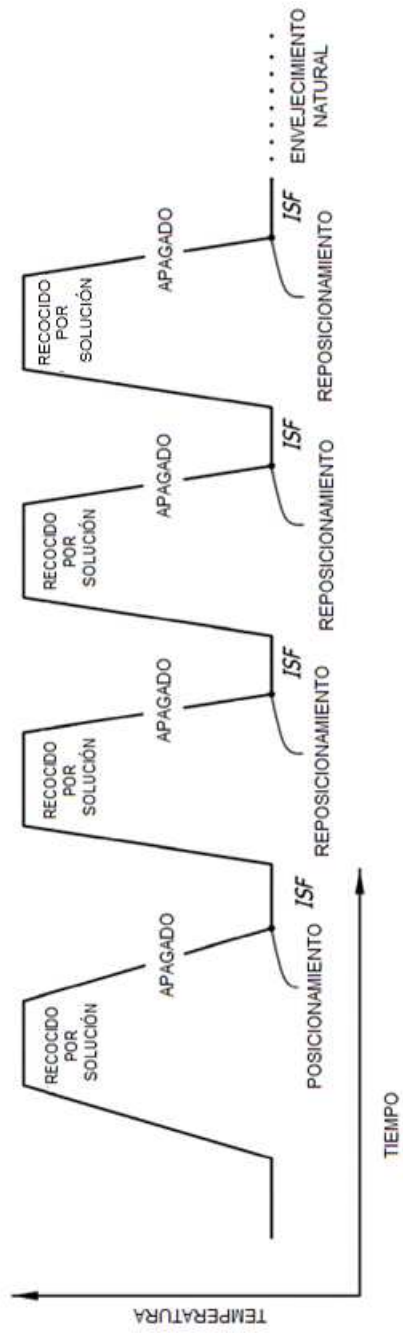 RECOCIDO
POR
SOLUCIÓN
APAGADO
POSICIONAMIENTO
ISF
RECOCIDO
POR
SOLUCIÓN
APAGADO
REPOSICIONAMIENTO
ISF
RECOCIDO
POR
SOLUCIÓN
APAGADO
REPOSICIONAMIENTO
ISF
RECOCIDO
POR
SOLUCIÓN
APAGADO
REPOSICIONAMIENTO
ISF
ENVEJECIMIENTO
NATURAL
TEMPERATURA
TIEMPO